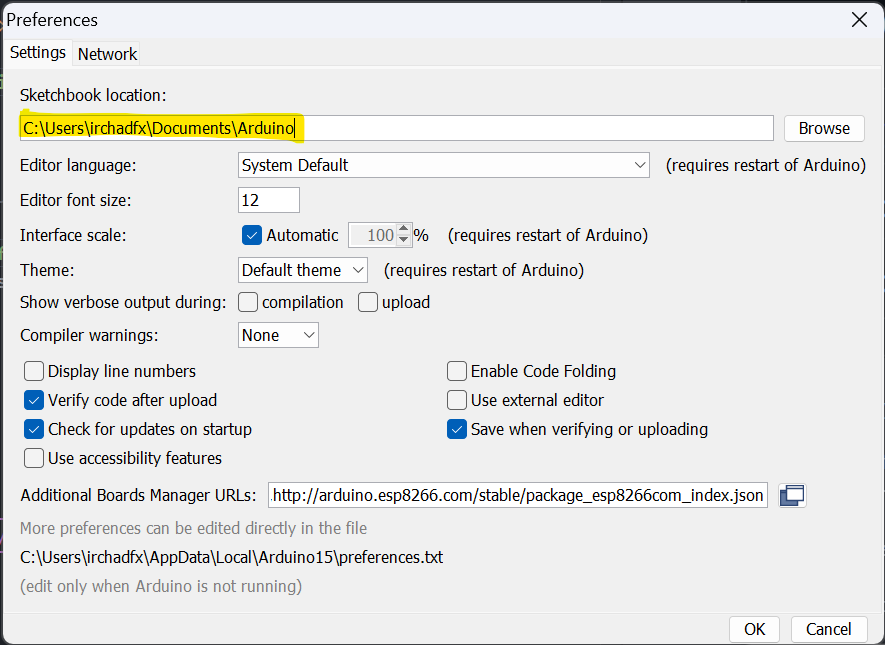 Preferences
Settings Network
Sketchbook location:
C:\Users\irchadfx\Documents\Arduino Browse
Editor language: System Default (requires restart of Arduino)
Editor font size: 12
Interface scale: Automatic 100 % (requires restart of Arduino)
Theme: Default theme (requires restart of Arduino)
Show verbose output during: compilation upload
Compiler warnings: None
Display line numbers Enable Code Folding
Verify code after upload Use external editor
Check for updates on startup Save when verifying or uploading
Use accessibility features
Additional Boards Manager URLs: .http://arduino.esp8266.com/stable/package_esp8266com_index.json
More preferences can be edited directly in the file
C:\Users\irchadfx\AppData\Local\Arduino15\preferences.txt
(edit only when Arduino is not running)
OK Cancel